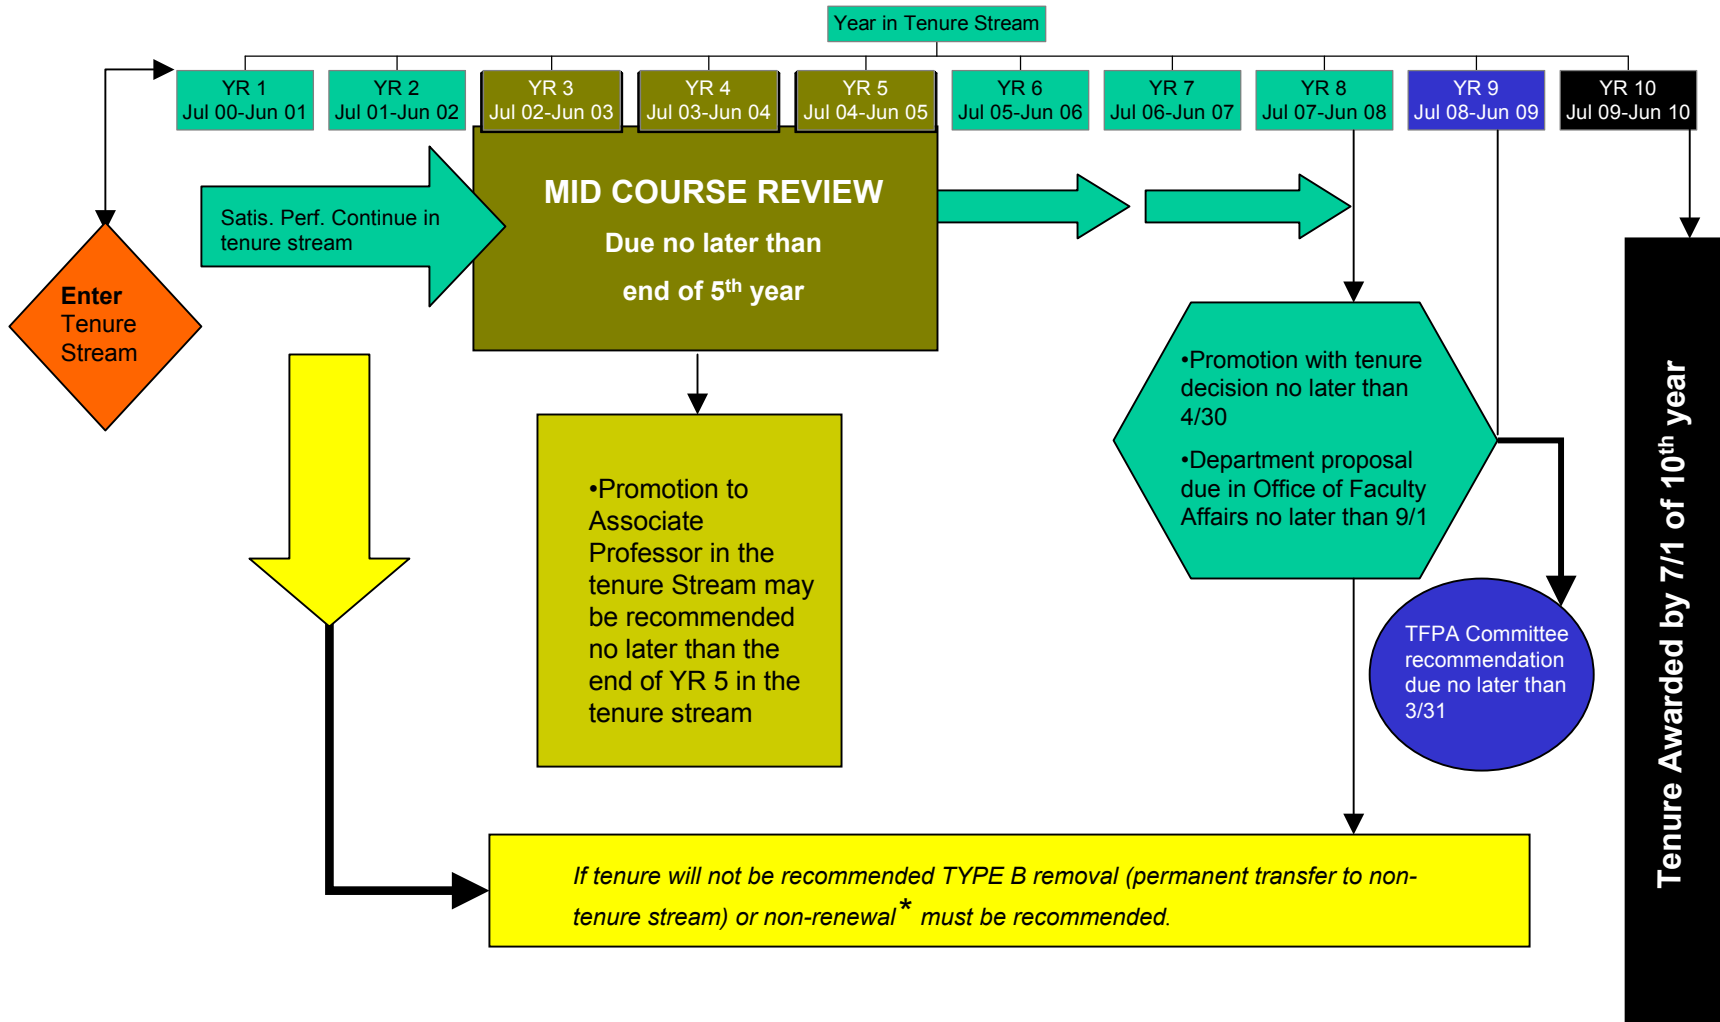 Year in Tenure Stream
YR 1
Jul 00-Jun 01
YR 2
Jul 01-Jun 02
YR 3
Jul 02-Jun 03
YR 4
Jul 03-Jun 04
YR 5
Jul 04-Jun 05
YR 6
Jul 05-Jun 06
YR 7
Jul 06-Jun 07
YR 8
Jul 07-Jun 08
YR 9
Jul 08-Jun 09
YR 10
Jul 09-Jun 10
Enter
Tenure
Stream
Satis. Perf. Continue in
tenure stream
MID COURSE REVIEW
Due no later than
end of 5th year
•Promotion to
Associate
Professor in the
tenure Stream may
be recommended
no later than the
end of YR 5 in the
tenure stream
•Promotion with tenure
decision no later than
4/30
•Department proposal
due in Office of Faculty
Affairs no later than 9/1
TFPA Committee
recommendation
due no later than
3/31
Tenure Awarded by 7/1 of 10th year
If tenure will not be recommended TYPE B removal (permanent transfer to non-
tenure stream) or non-renewal* must be recommended.